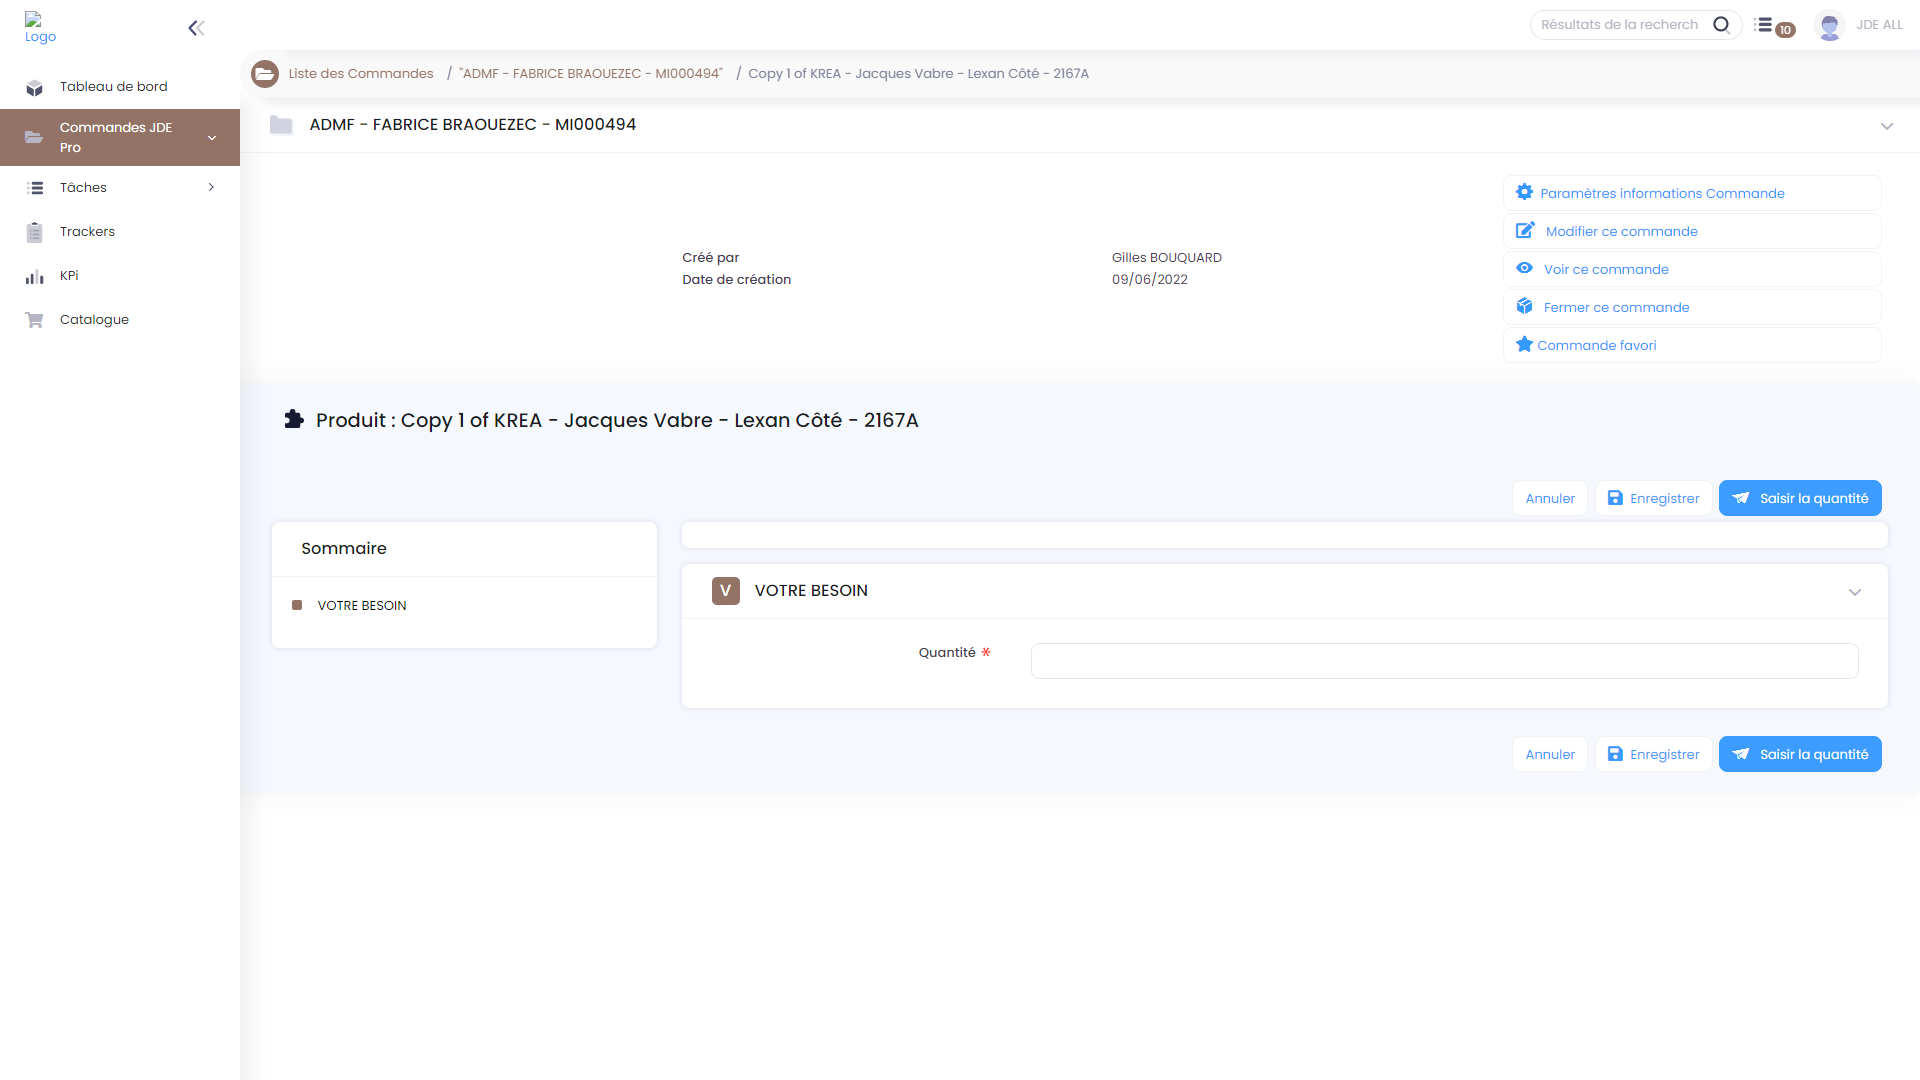 Logo
Résultats de la recherch
10
JDE ALL
Tableau de bord
Commandes JDE
Pro
Tâches
Trackers
KPi
Catalogue
Liste des Commandes / "ADMF - FABRICE BRAOUEZEC - MI000494" / Copy 1 of KREA - Jacques Vabre - Lexan Côté - 2167A
ADMF - FABRICE BRAOUEZEC - MI000494
Créé par Gilles BOUQUARD
Date de création 09/06/2022
Paramètres informations Commande
Modifier ce commande
Voir ce commande
Fermer ce commande
Commande favori
Produit : Copy 1 of KREA - Jacques Vabre - Lexan Côté - 2167A
Annuler Enregistrer Saisir la quantité
Sommaire
VOTRE BESOIN
V VOTRE BESOIN
Quantité *
Annuler Enregistrer Saisir la quantité